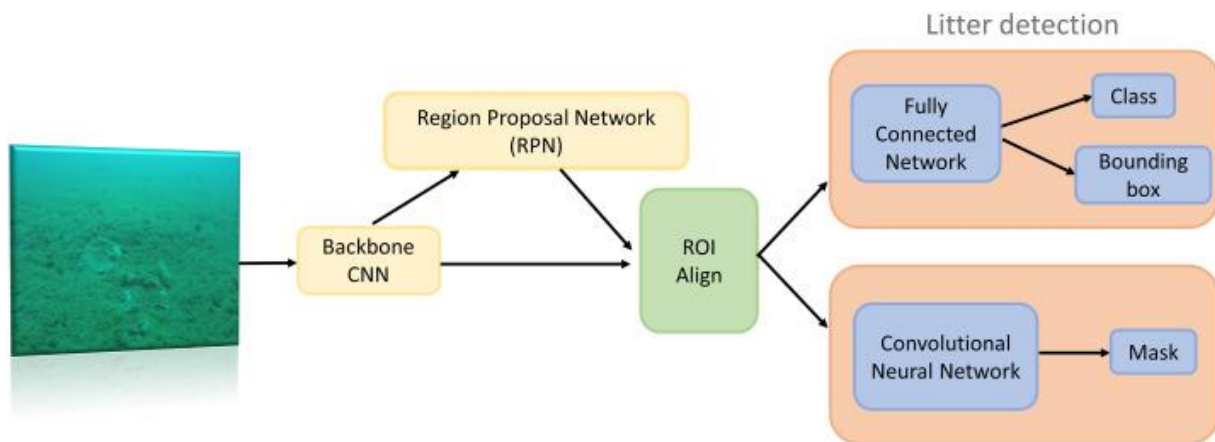 Litter detection
Region Proposal Network
(RPN)
Backbone
CNN
ROI
Align
Fully
Connected
Network
Class
Bounding
box
Convolutional
Neural Network
Mask